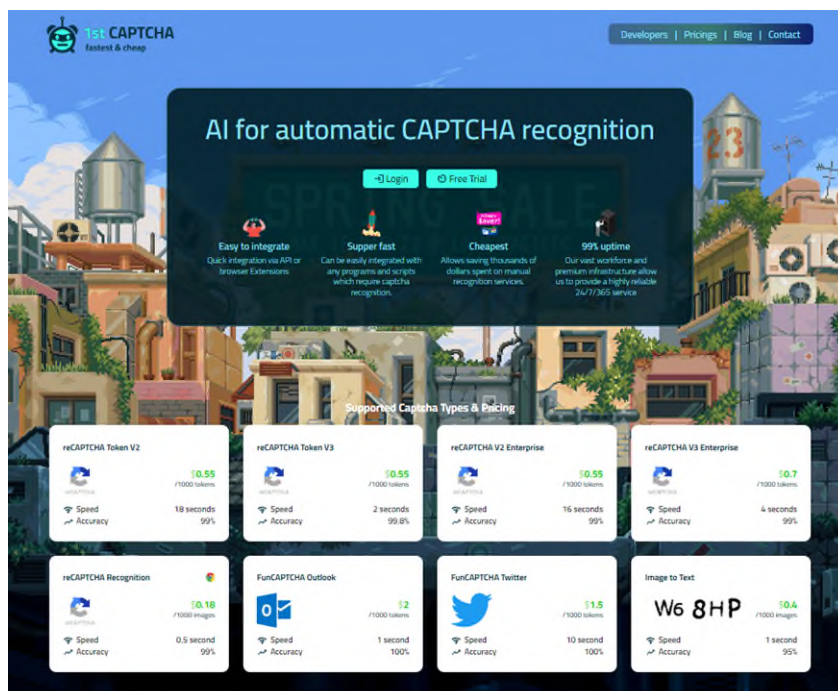 1st CAPTCHA
fastest & cheap
Developers | Pricings | Blog | Contact
AI for automatic CAPTCHA recognition
Login
Free Trial
Easy to integrate
Quick integration via API or
browser Extensions
Supper fast
Can be easily integrated with
any programs and scripts
which require captcha
recognition.
Cheapest
Allows saving thousands of
dollars spent on manual
recognition services.
99% uptime
Our vast workforce and
premium infrastructure allow
us to provide a highly reliable
24/7/365 service
23
Supported Captcha Types & Pricing
reCAPTCHA Token V2
$0.55
/1000 tokens
Speed 18 seconds
Accuracy 99%
reCAPTCHA Token V3
$0.55
/1000 tokens
Speed 2 seconds
Accuracy 99.8%
reCAPTCHA V2 Enterprise
$0.55
/1000 tokens
Speed 16 seconds
Accuracy 99%
reCAPTCHA V3 Enterprise
$0.7
/1000 tokens
Speed 4 seconds
Accuracy 99%
reCAPTCHA Recognition
$0.18
/1000 images
Speed 0.5 second
Accuracy 99%
FunCAPTCHA Outlook
$2
/1000 tokens
Speed 1 second
Accuracy 100%
FunCAPTCHA Twitter
$1.5
/1000 tokens
Speed 10 second
Accuracy 100%
Image to Text
W6 8HP
$0.4
/1000 images
Speed 1 second
Accuracy 95%